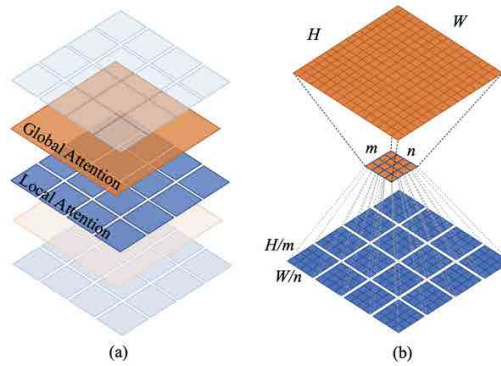 H
W
Global Attention
m
n
Local Attention
H/m
W/n
(a)
(b)